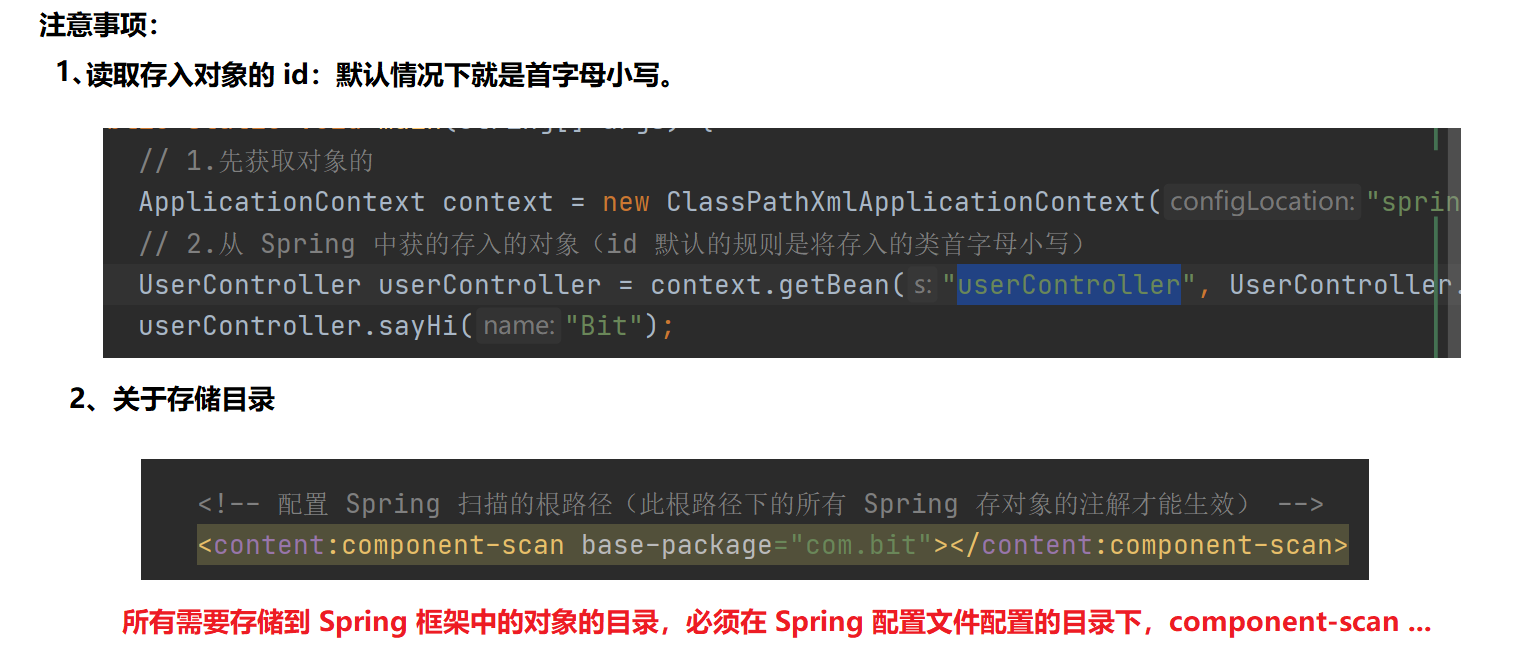 注意事项：
1、读取存入对象的 id：默认情况下就是首字母小写。
// 1.先获取对象的
ApplicationContext context = new ClassPathXmlApplicationContext( configLocation: "sprin
// 2.从 Spring 中获的存入的对象（id 默认的规则是将存入的类首字母小写）
UserController userController = context.getBean( s: "userController", UserController.
userController.sayHi( name: "Bit");
2、关于存储目录
<!-- 配置 Spring 扫描的根路径（此根路径下的所有 Spring 存对象的注解才能生效） -->
<content:component-scan base-package="com.bit"></content:component-scan>
所有需要存储到 Spring 框架中的对象的目录，必须在 Spring 配置文件配置的目录下，component-scan ...